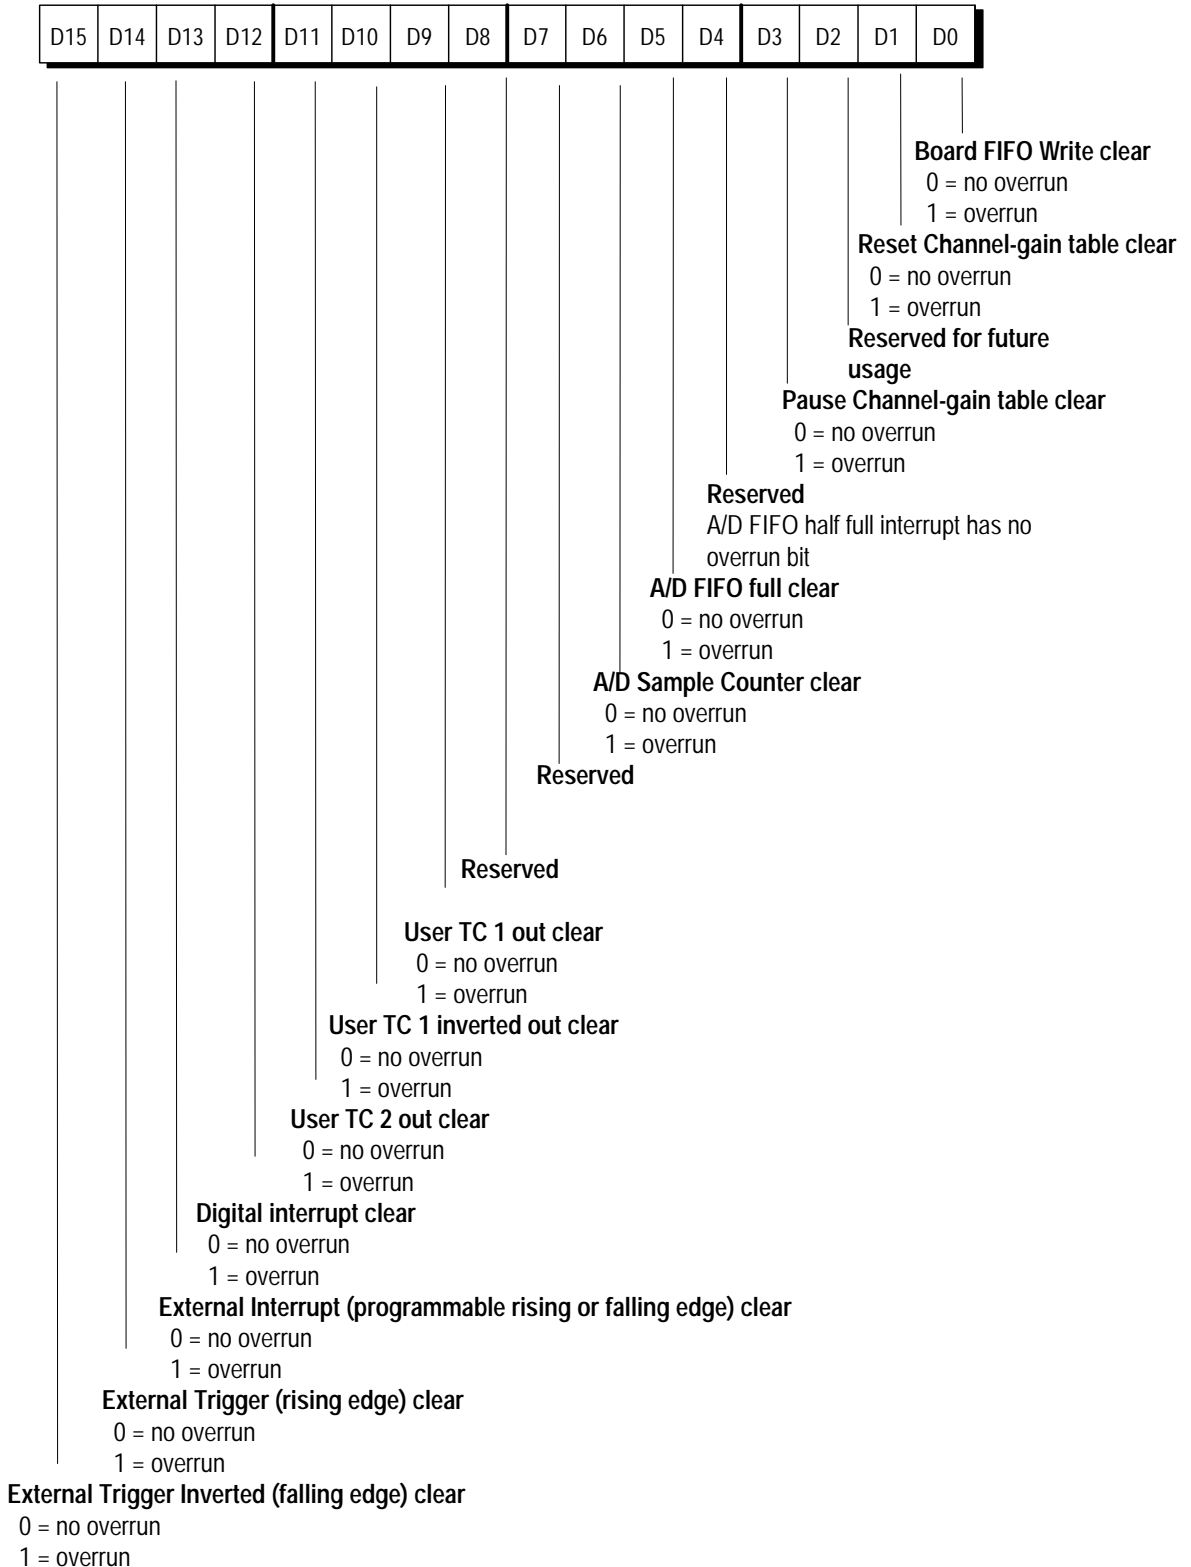 D15 D14 D13 D12 D11 D10 D9 D8 D7 D6 D5 D4 D3 D2 D1 D0
Board FIFO Write clear
0 = no overrun
1 = overrun
Reset Channel-gain table clear
0 = no overrun
1 = overrun
Reserved for future
usage
Pause Channel-gain table clear
0 = no overrun
1 = overrun
Reserved
A/D FIFO half full interrupt has no
overrun bit
A/D FIFO full clear
0 = no overrun
1 = overrun
A/D Sample Counter clear
0 = no overrun
1 = overrun
Reserved
Reserved
User TC 1 out clear
0 = no overrun
1 = overrun
User TC 1 inverted out clear
0 = no overrun
1 = overrun
User TC 2 out clear
0 = no overrun
1 = overrun
Digital interrupt clear
0 = no overrun
1 = overrun
External Interrupt (programmable rising or falling edge) clear
0 = no overrun
1 = overrun
External Trigger (rising edge) clear
0 = no overrun
1 = overrun
External Trigger Inverted (falling edge) clear
0 = no overrun
1 = overrun